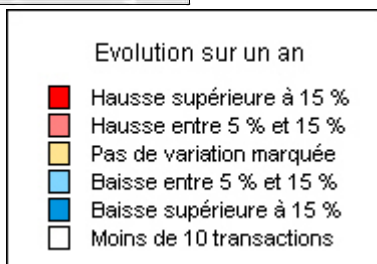 Evolution sur un an
Hausse supérieure à 15 %
Hausse entre 5 % et 15 %
Pas de variation marquée
Baisse entre 5 % et 15 %
Baisse supérieure à 15 %
Moins de 10 transactions